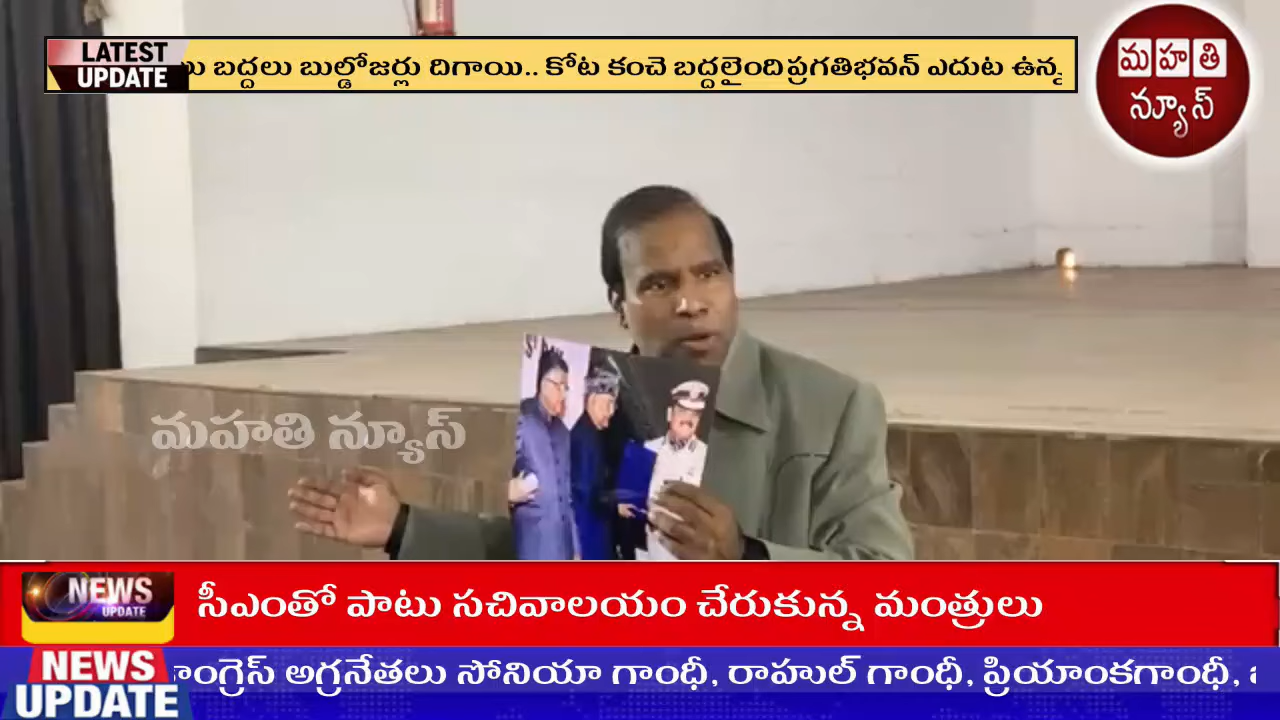 LATEST
UPDATE
బద్దలు బుల్డోజర్లు దిగాయి.. కోట కంచె బద్దలైంది ప్రగతిభవన్ ఎదుట
మహతి
న్యూస్
మహతి న్యూస్
NEWS
UPDATE
సీఎంతో పాటు సచివాలయం చేరుకున్న మంత్రులు
NEWS
UPDATE
అగ్రనేతలు సోనియా గాంధీ, రాహుల్ గాంధీ, ప్రియాంకగాంధీ,